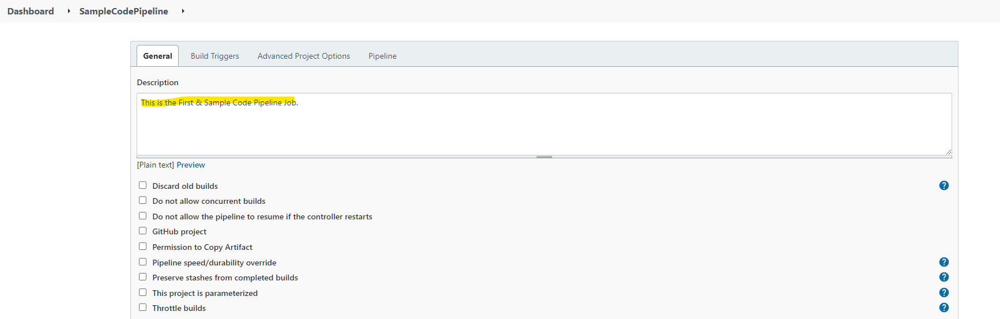 Dashboard SampleCodePipeline
General Build Triggers Advanced Project Options Pipeline
Description
This is the First & Sample Code Pipeline Job.
[Plain text] Preview
Discard old builds ?
Do not allow concurrent builds
Do not allow the pipeline to resume if the controller restarts
GitHub project
Permission to Copy Artifact
Pipeline speed/durability override ?
Preserve stashes from completed builds ?
This project is parameterized ?
Throttle builds ?